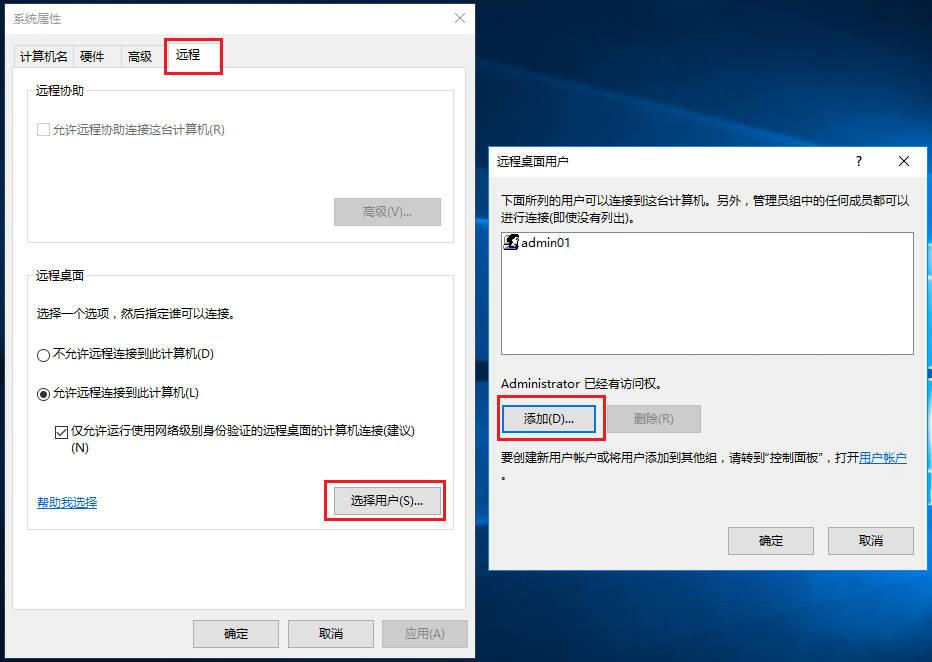 系统属性
计算机名
硬件
高级
远程
远程协助
允许远程协助连接这台计算机(R)
高级(V)...
远程桌面
选择一个选项，然后指定谁可以连接。
不允许远程连接到此计算机(D)
允许远程连接到此计算机(L)
仅允许运行使用网络级别身份验证的远程桌面的计算机连接(建议)
(N)
帮助我选择
选择用户(S)...
确定
取消
应用(A)
远程桌面用户
?
下面所列的用户可以连接到这台计算机。另外，管理员组中的任何成员都可以
进行连接(即使没有列出)。
admin01
Administrator 已经有访问权。
添加(D)...
删除(R)
要创建新用户帐户或将用户添加到其他组，请转到"控制面板"，打开用户帐户
。
确定
取消